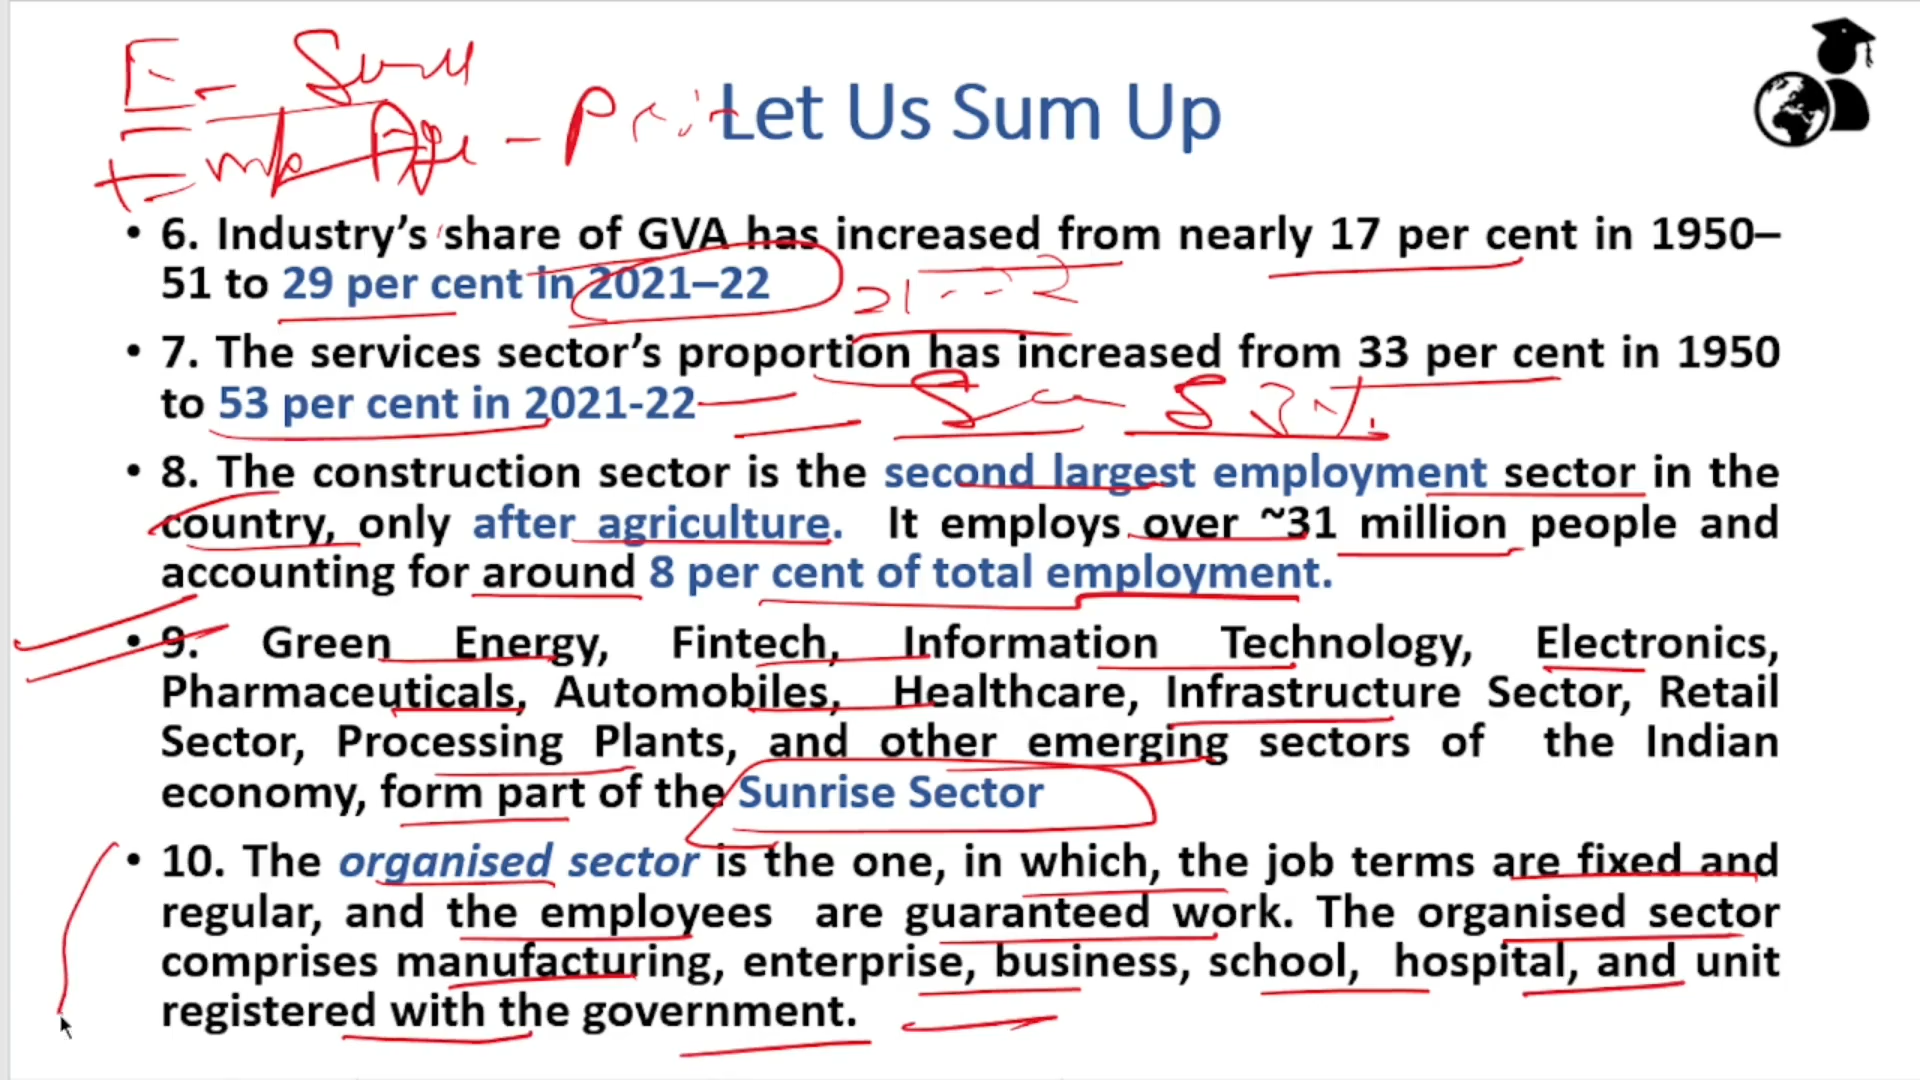 Let Us Sum Up
• 6. Industry’s share of GVA has increased from nearly 17 per cent in 1950–
51 to 29 per cent in 2021–22
• 7. The services sector’s proportion has increased from 33 per cent in 1950
to 53 per cent in 2021-22
• 8. The construction sector is the second largest employment sector in the
country, only after agriculture. It employs over ~31 million people and
accounting for around 8 per cent of total employment.
• 9. Green Energy, Fintech, Information Technology, Electronics,
Pharmaceuticals, Automobiles, Healthcare, Infrastructure Sector, Retail
Sector, Processing Plants, and other emerging sectors of the Indian
economy, form part of the Sunrise Sector
• 10. The organised sector is the one, in which, the job terms are fixed and
regular, and the employees are guaranteed work. The organised sector
comprises manufacturing, enterprise, business, school, hospital, and unit
registered with the government.